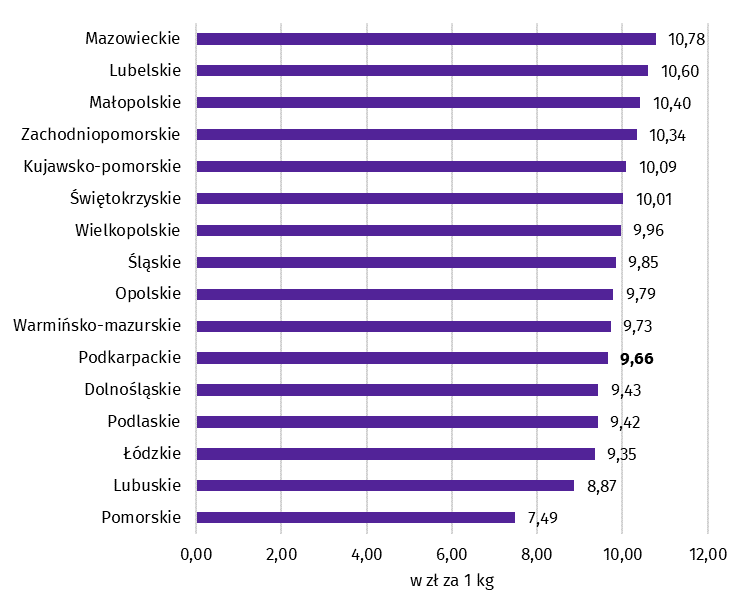 Mazowieckie 10,78
Lubelskie 10,60
Małopolskie 10,40
Zachodniopomorskie 10,34
Kujawsko-pomorskie 10,09
Świętokrzyskie 10,01
Wielkopolskie 9,96
Śląskie 9,85
Opolskie 9,79
Warmińsko-mazurskie 9,73
Podkarpackie 9,66
Dolnośląskie 9,43
Podlaskie 9,42
Łódzkie 9,35
Lubuskie 8,87
Pomorskie 7,49
0,00 2,00 4,00 6,00 8,00 10,00 12,00
w zł za 1 kg